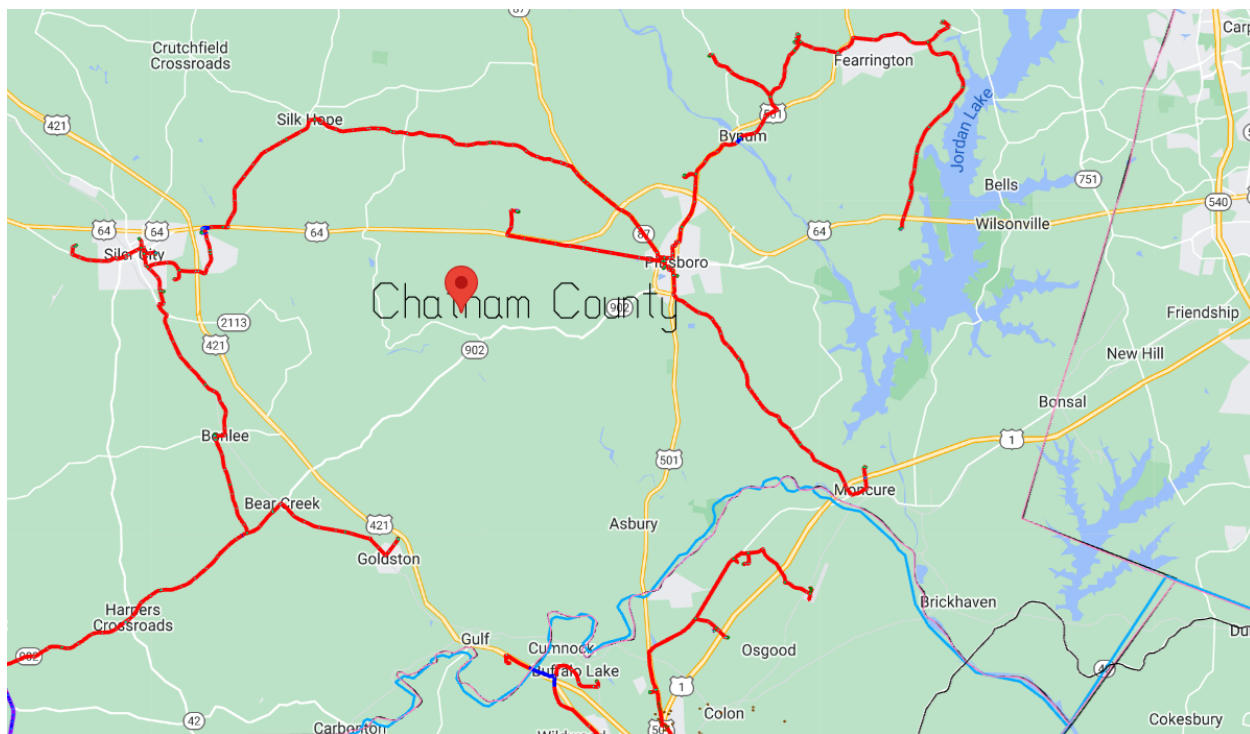 87
Crutchfield
Crossroads
Carp
Fearrington
421
Silk Hope
501
Bynum
Jordan Lake
751
Bells
540
64
64
64
87
64
Wilsonville
Siler City
Pittsboro
Chatham County
902
2113
Friendship
421
902
New Hill
Bonsal
1
Bonlee
501
Bear Creek
Moncure
421
Asbury
Goldston
Brickhaven
Harpers
Crossroads
Gulf
Cumnock
Osgood
Buffalo Lake
902
1
42
Colon
Carbonton
Cokesbury